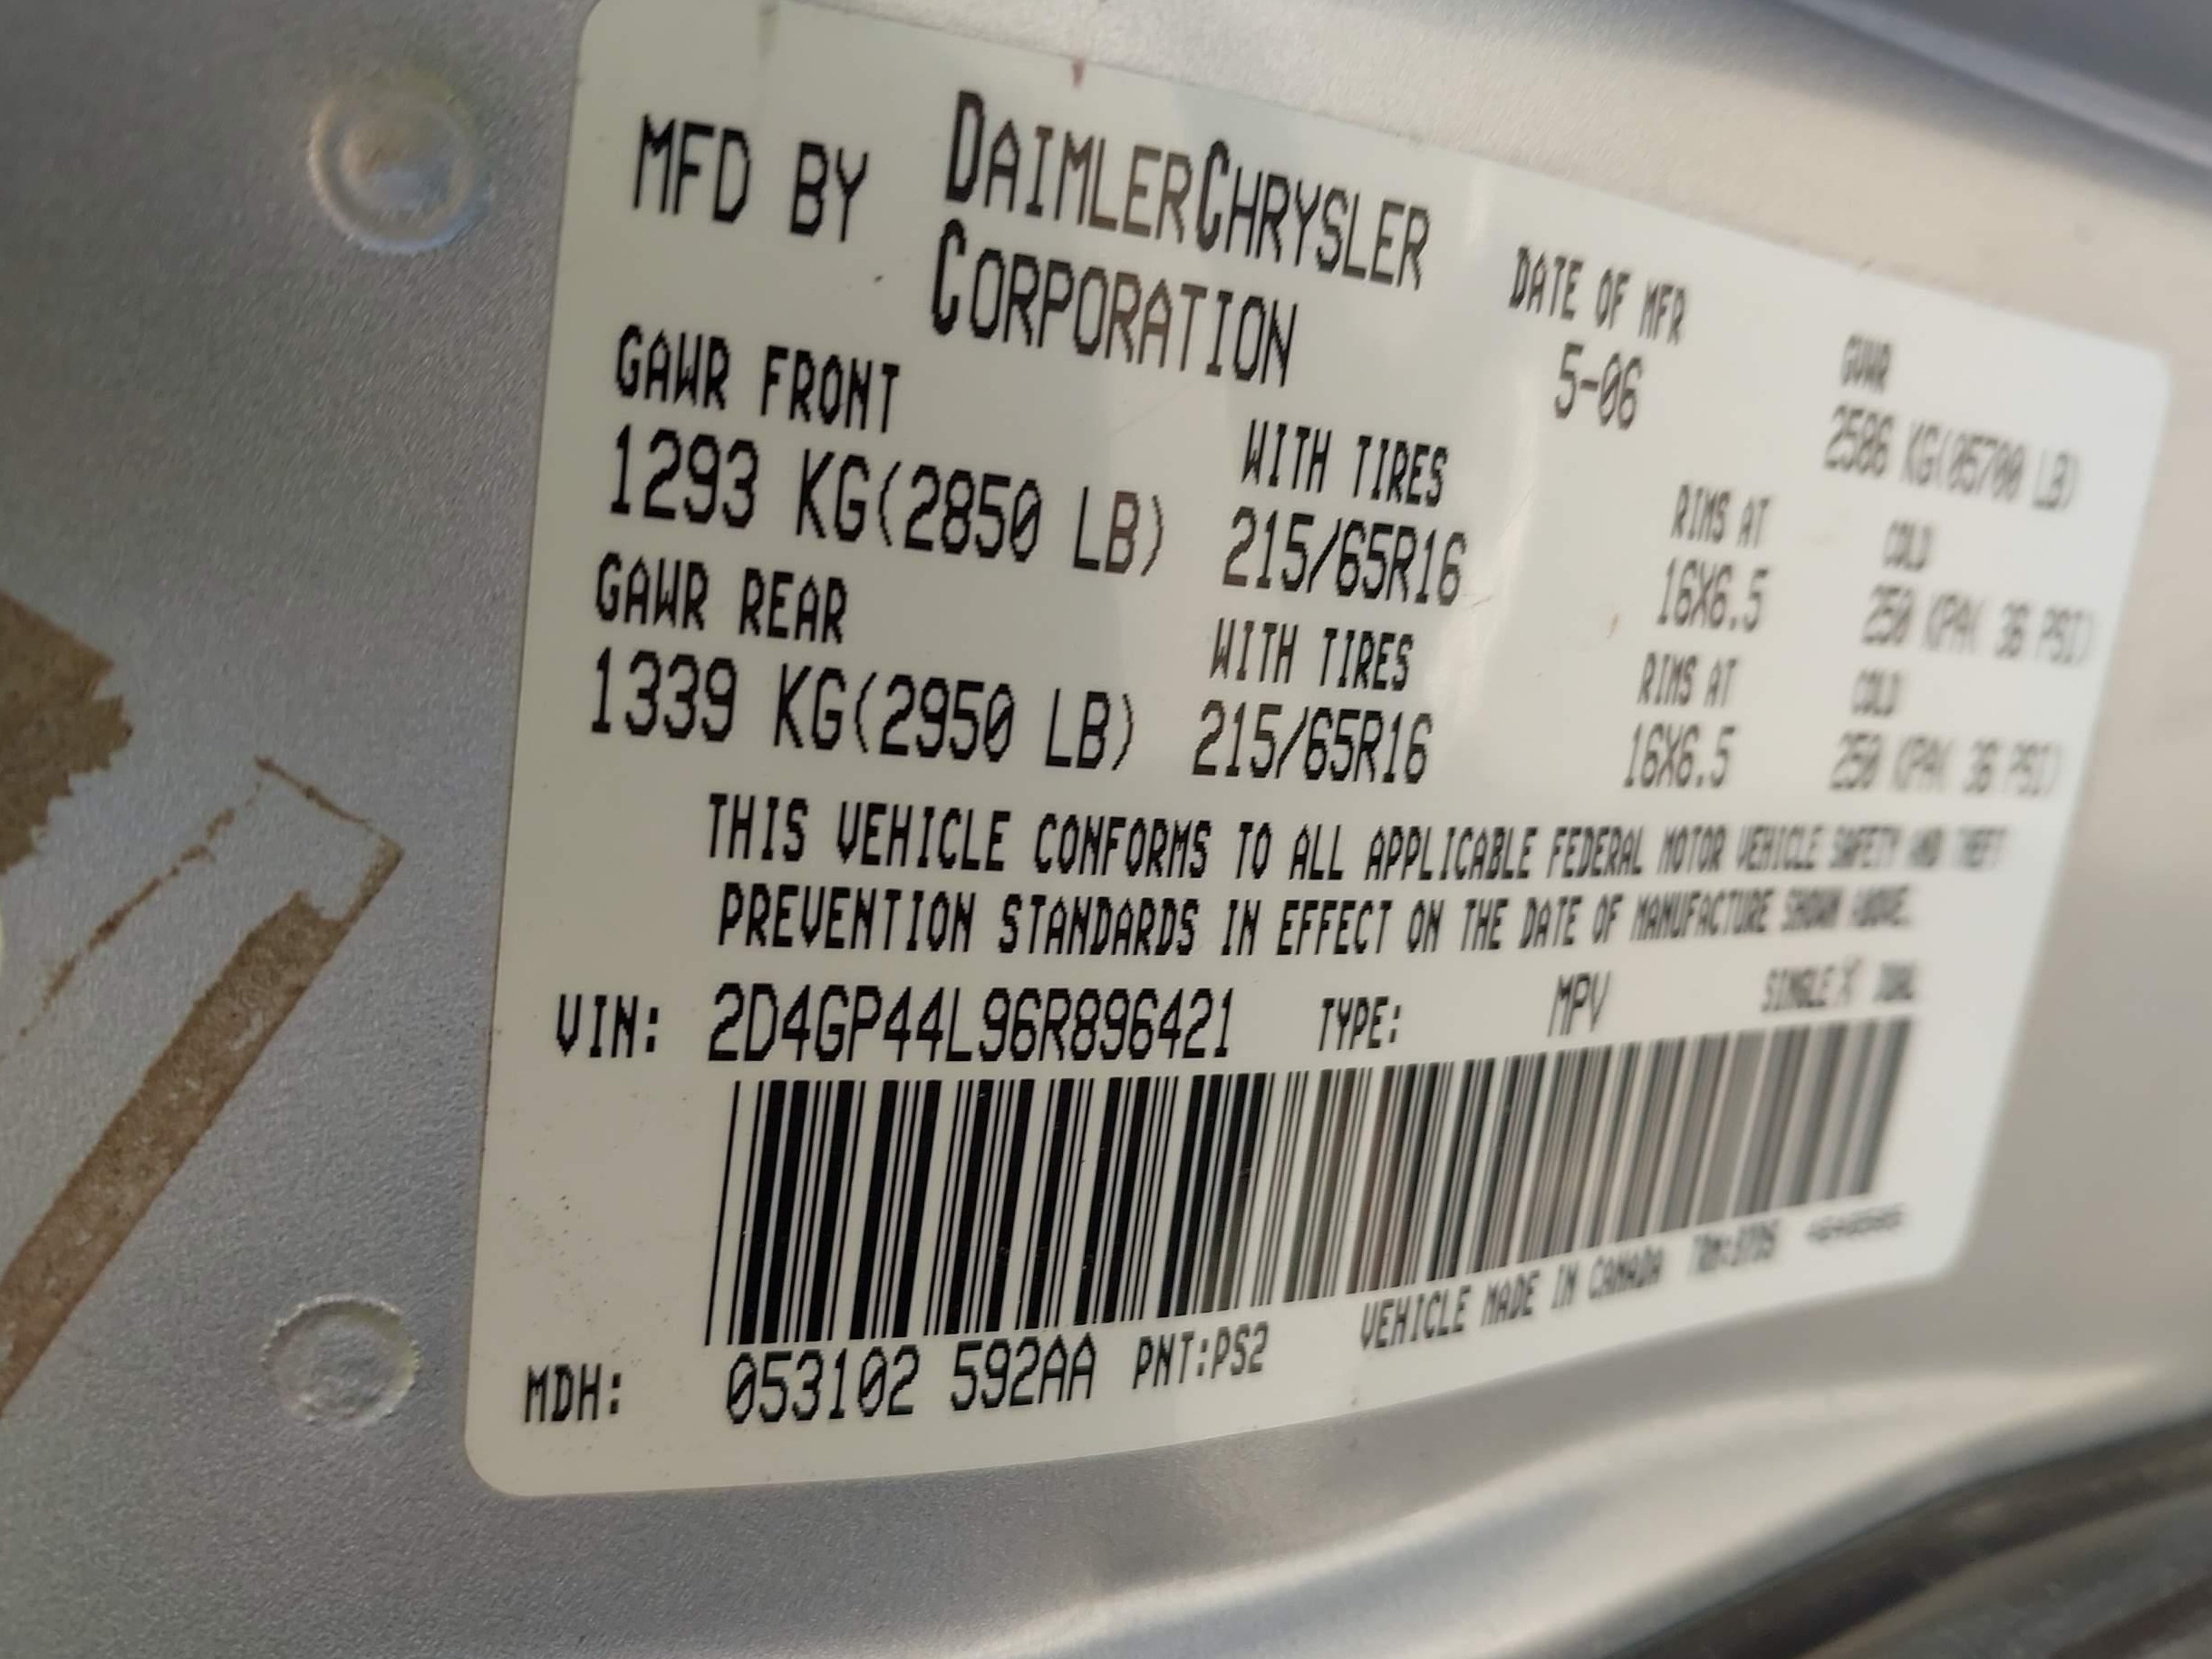 MFD BY DAIMLERCHRYSLER CORPORATION
DATE OF MFR 5-06
GVWR 2586 KG(05700 LB)
GAWR FRONT WITH TIRES RIMS AT COLD
1293 KG(2850 LB) 215/65R16 16X6.5 250 KPA( 36 PSI)
GAWR REAR WITH TIRES RIMS AT COLD
1339 KG(2950 LB) 215/65R16 16X6.5 250 KPA( 36 PSI)
THIS VEHICLE CONFORMS TO ALL APPLICABLE FEDERAL MOTOR VEHICLE SAFETY AND THEFT
PREVENTION STANDARDS IN EFFECT ON THE DATE OF MANUFACTURE SHOWN ABOVE.
VIN: 2D4GP44L96R896421 TYPE: MPV SINGLE X DUAL
MDH: 053102 592AA PNT:PS2 VEHICLE MADE IN CANADA